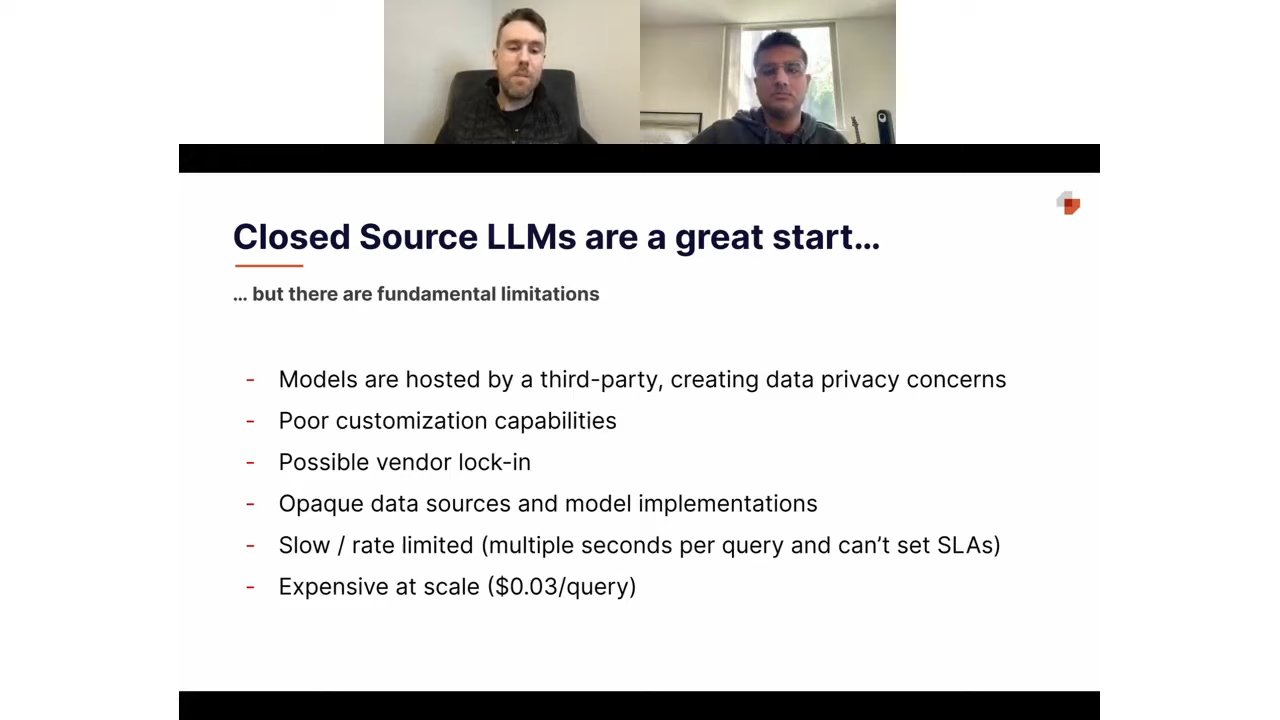 Closed Source LLMs are a great start…
… but there are fundamental limitations
- Models are hosted by a third-party, creating data privacy concerns
- Poor customization capabilities
- Possible vendor lock-in
- Opaque data sources and model implementations
- Slow / rate limited (multiple seconds per query and can’t set SLAs)
- Expensive at scale ($0.03/query)